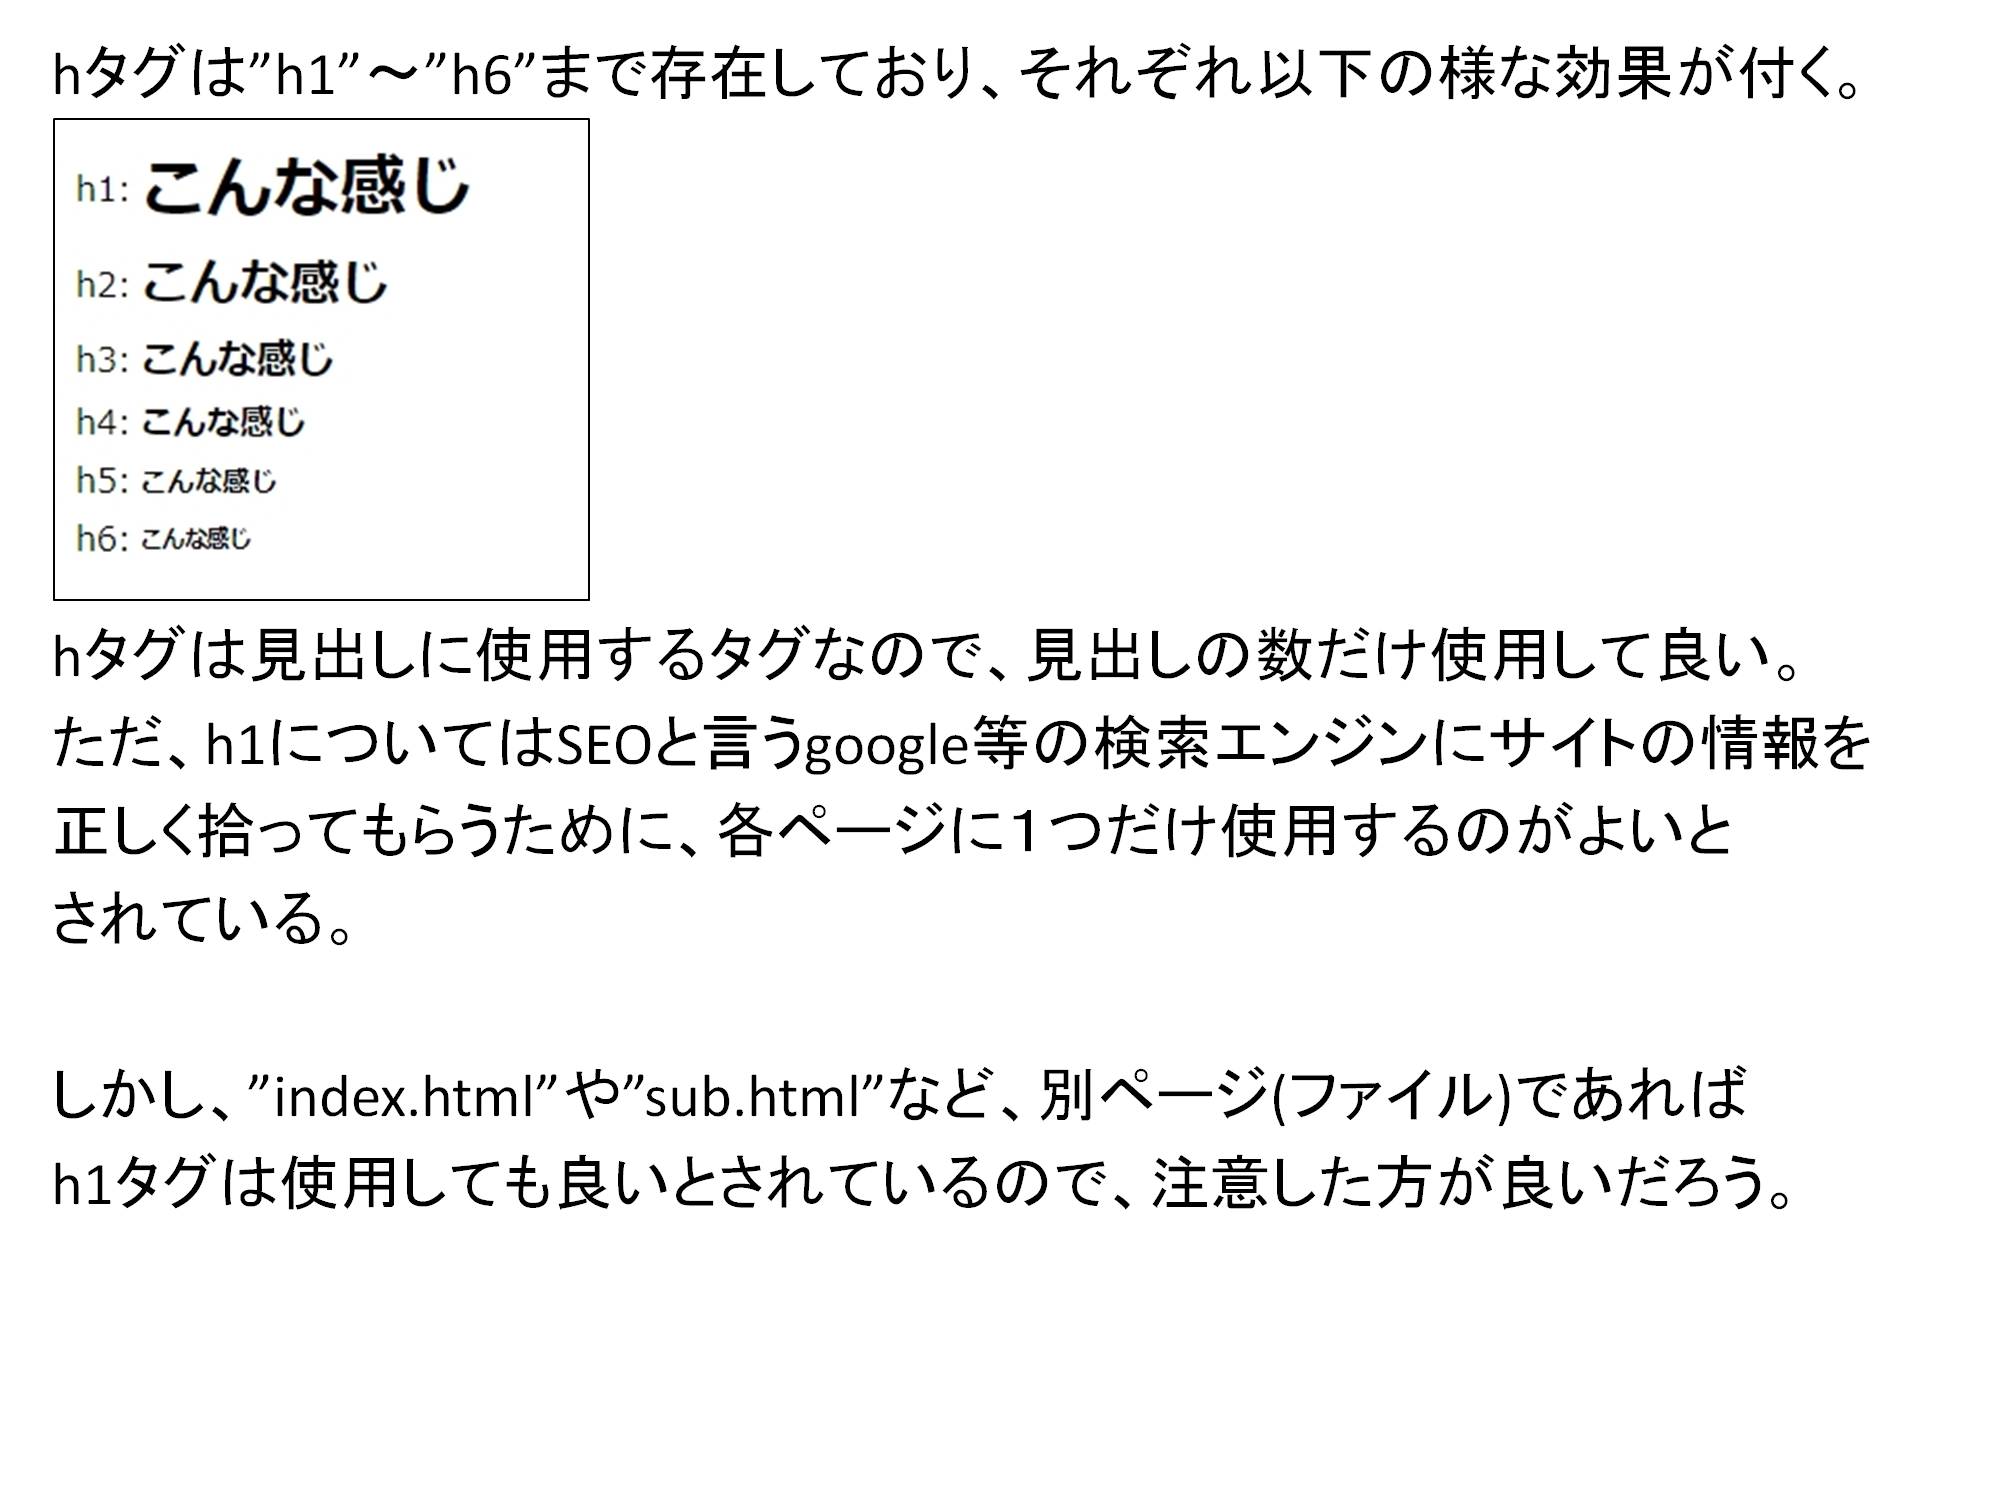 hタグは”h1”～”h6”まで存在しており、それぞれ以下の様な効果が付く。
h1: こんな感じ
h2: こんな感じ
h3: こんな感じ
h4: こんな感じ
h5: こんな感じ
h6: こんな感じ
hタグは見出しに使用するタグなので、見出しの数だけ使用して良い。
ただ、h1についてはSEOと言うgoogle等の検索エンジンにサイトの情報を
正しく拾ってもらうために、各ページに１つだけ使用するのがよいと
されている。
しかし、”index.html”や”sub.html”など、別ページ(ファイル)であれば
h1タグは使用しても良いとされているので、注意した方が良いだろう。